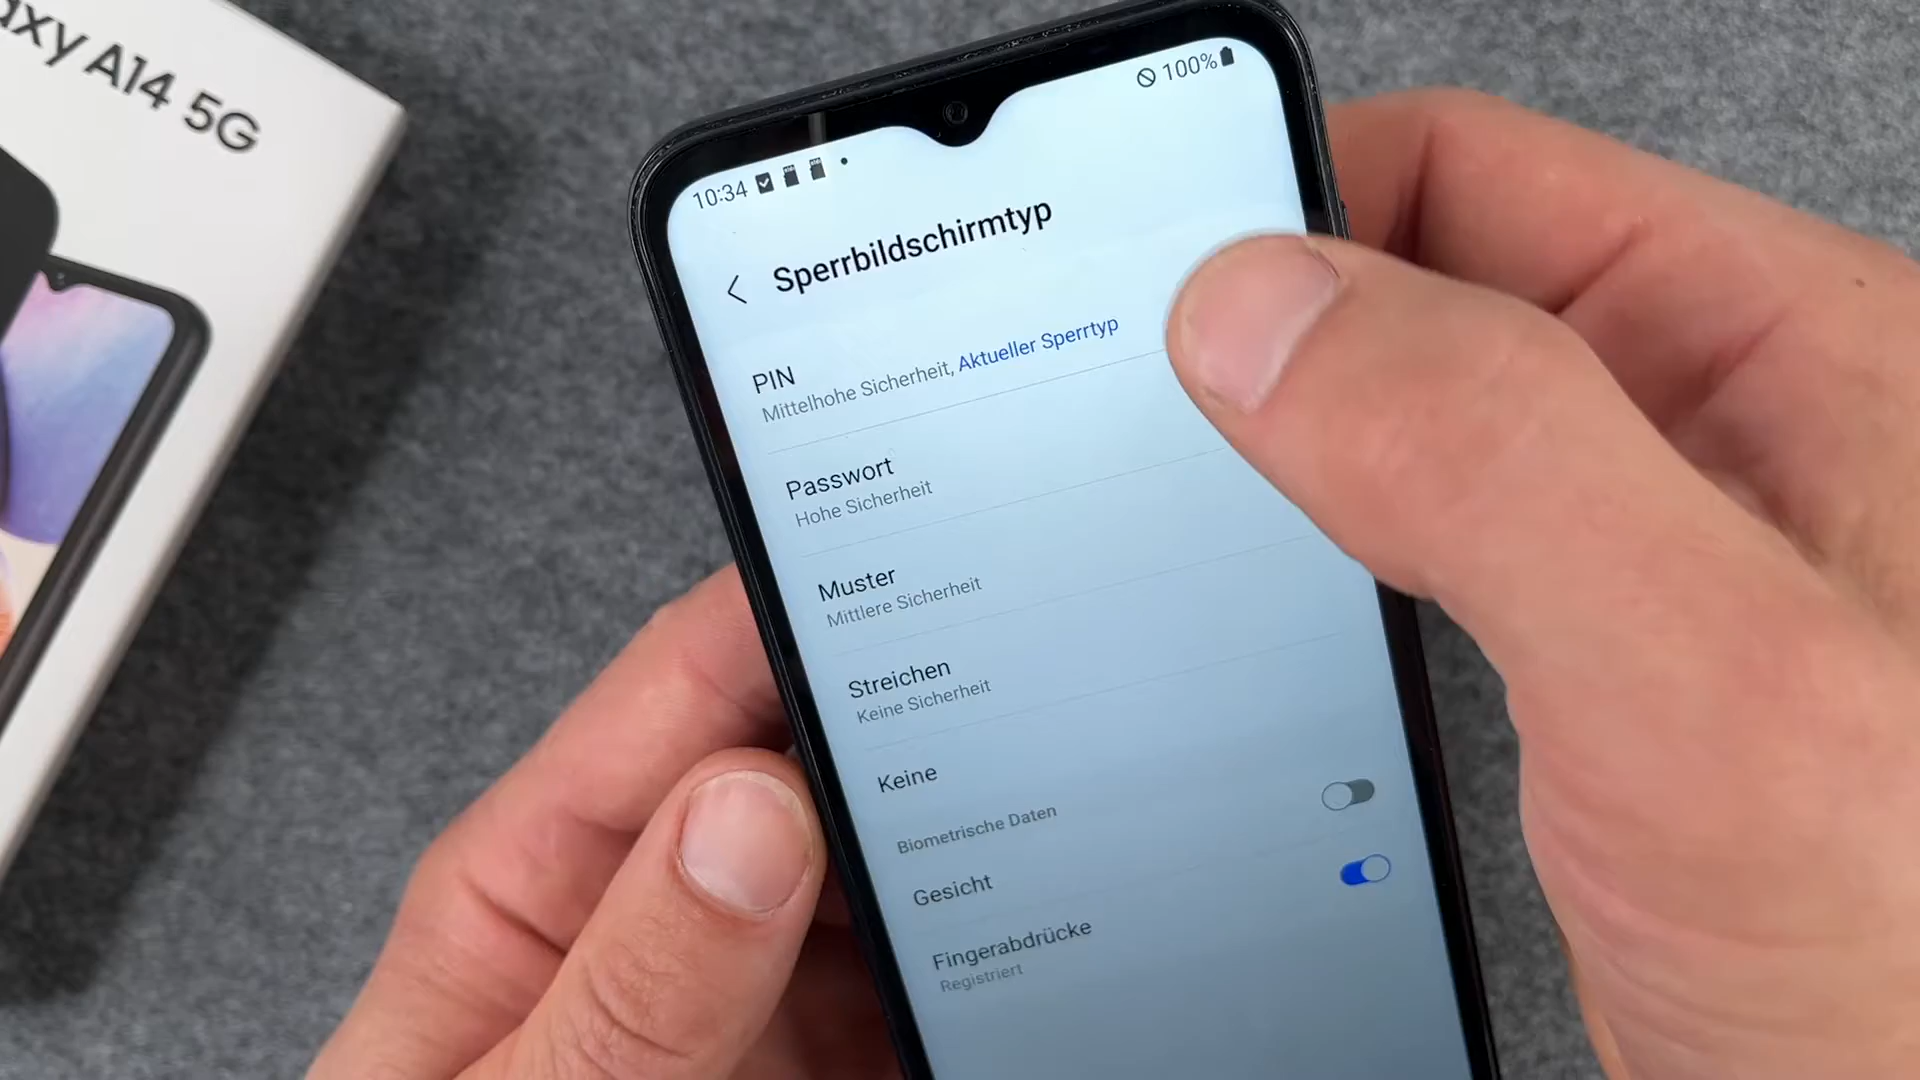 axy A14 5G
10:34
100%
Sperrbildschirmtyp
PIN
Mittelhohe Sicherheit, Aktueller Sperrtyp
Passwort
Hohe Sicherheit
Muster
Mittlere Sicherheit
Streichen
Keine Sicherheit
Keine
Biometrische Daten
Gesicht
Fingerabdrücke
Registriert